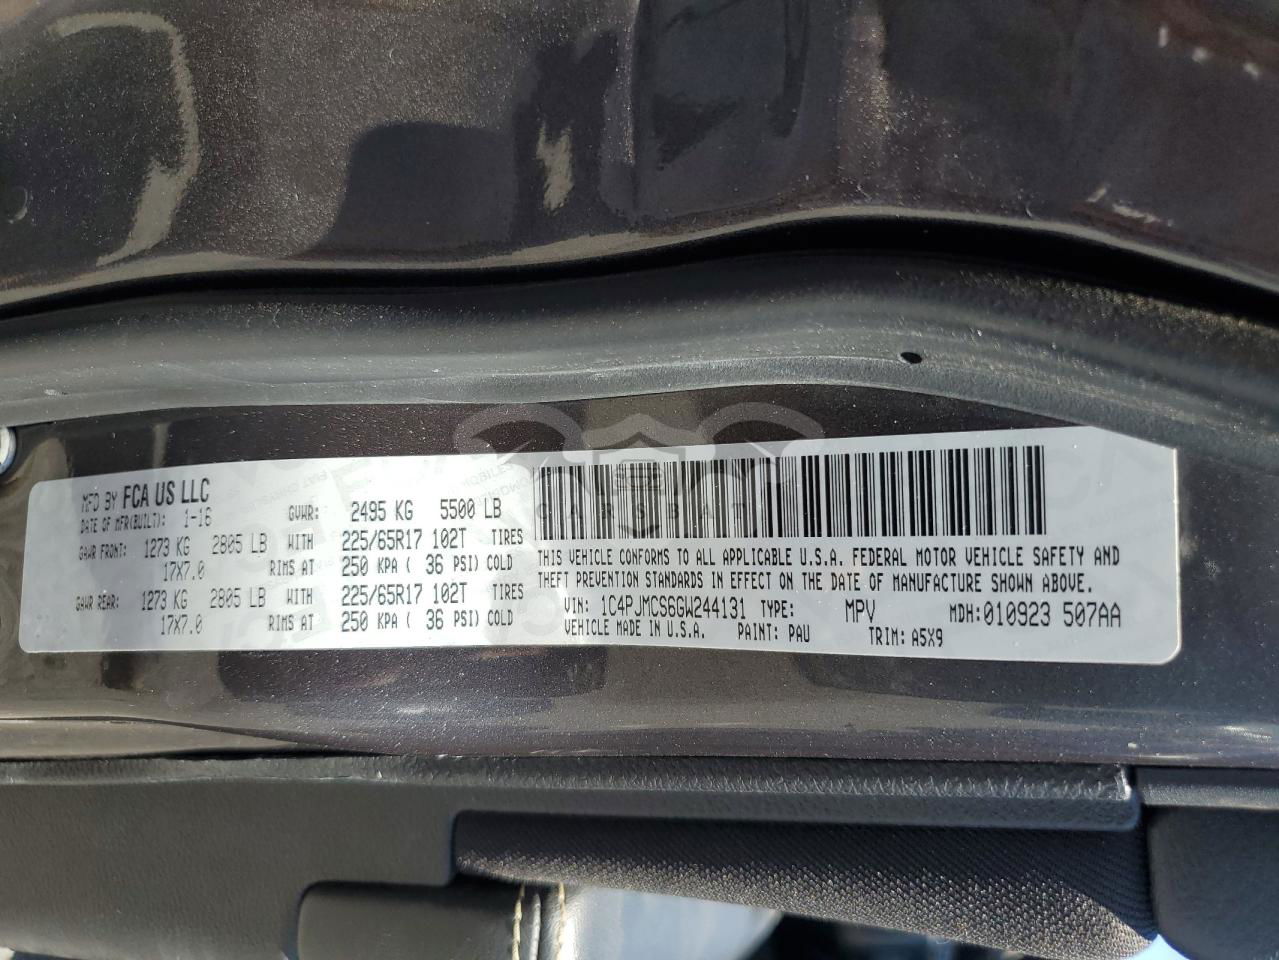 MFD BY FCA US LLC
DATE OF MFR(BUILT): 1-16 GVWR: 2495 KG 5500 LB
GAWR FRONT: 1273 KG 2805 LB WITH 225/65R17 102T TIRES
17X7.0 RIMS AT 250 KPA ( 36 PSI) COLD
GAWR REAR: 1273 KG 2805 LB WITH 225/65R17 102T TIRES
17X7.0 RIMS AT 250 KPA ( 36 PSI) COLD
THIS VEHICLE CONFORMS TO ALL APPLICABLE U.S.A. FEDERAL MOTOR VEHICLE SAFETY AND
THEFT PREVENTION STANDARDS IN EFFECT ON THE DATE OF MANUFACTURE SHOWN ABOVE.
VIN: 1C4PJMCS6GW244131 TYPE: MPV MDH:010923 507AA
VEHICLE MADE IN U.S.A. PAINT: PAU TRIM: A5X9
CARSBAT